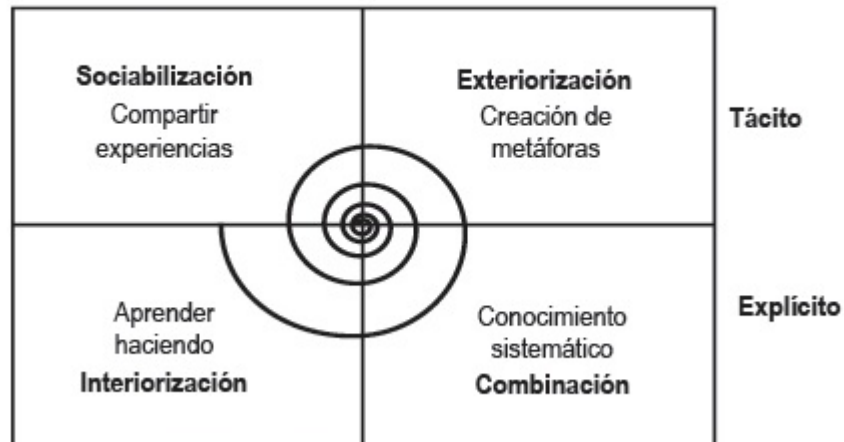 Sociabilización
Compartir
experiencias
Exteriorización
Creación de
metáforas
Tácito
Aprender
haciendo
Interiorización
Conocimiento
sistemático
Combinación
Explícito